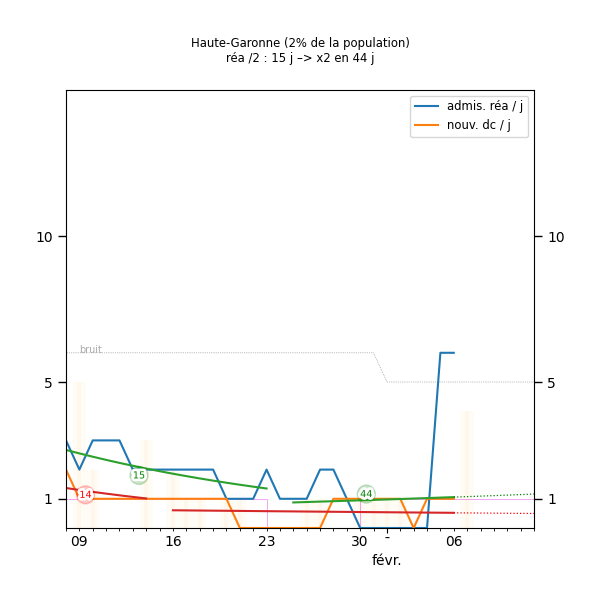 Haute-Garonne (2% de la population)
réa /2 : 15 j –> x2 en 44 j
admis. réa / j
nouv. dc / j
10
10
bruit
5
5
15
14
44
1
1
09
16
23
30
-
06
févr.